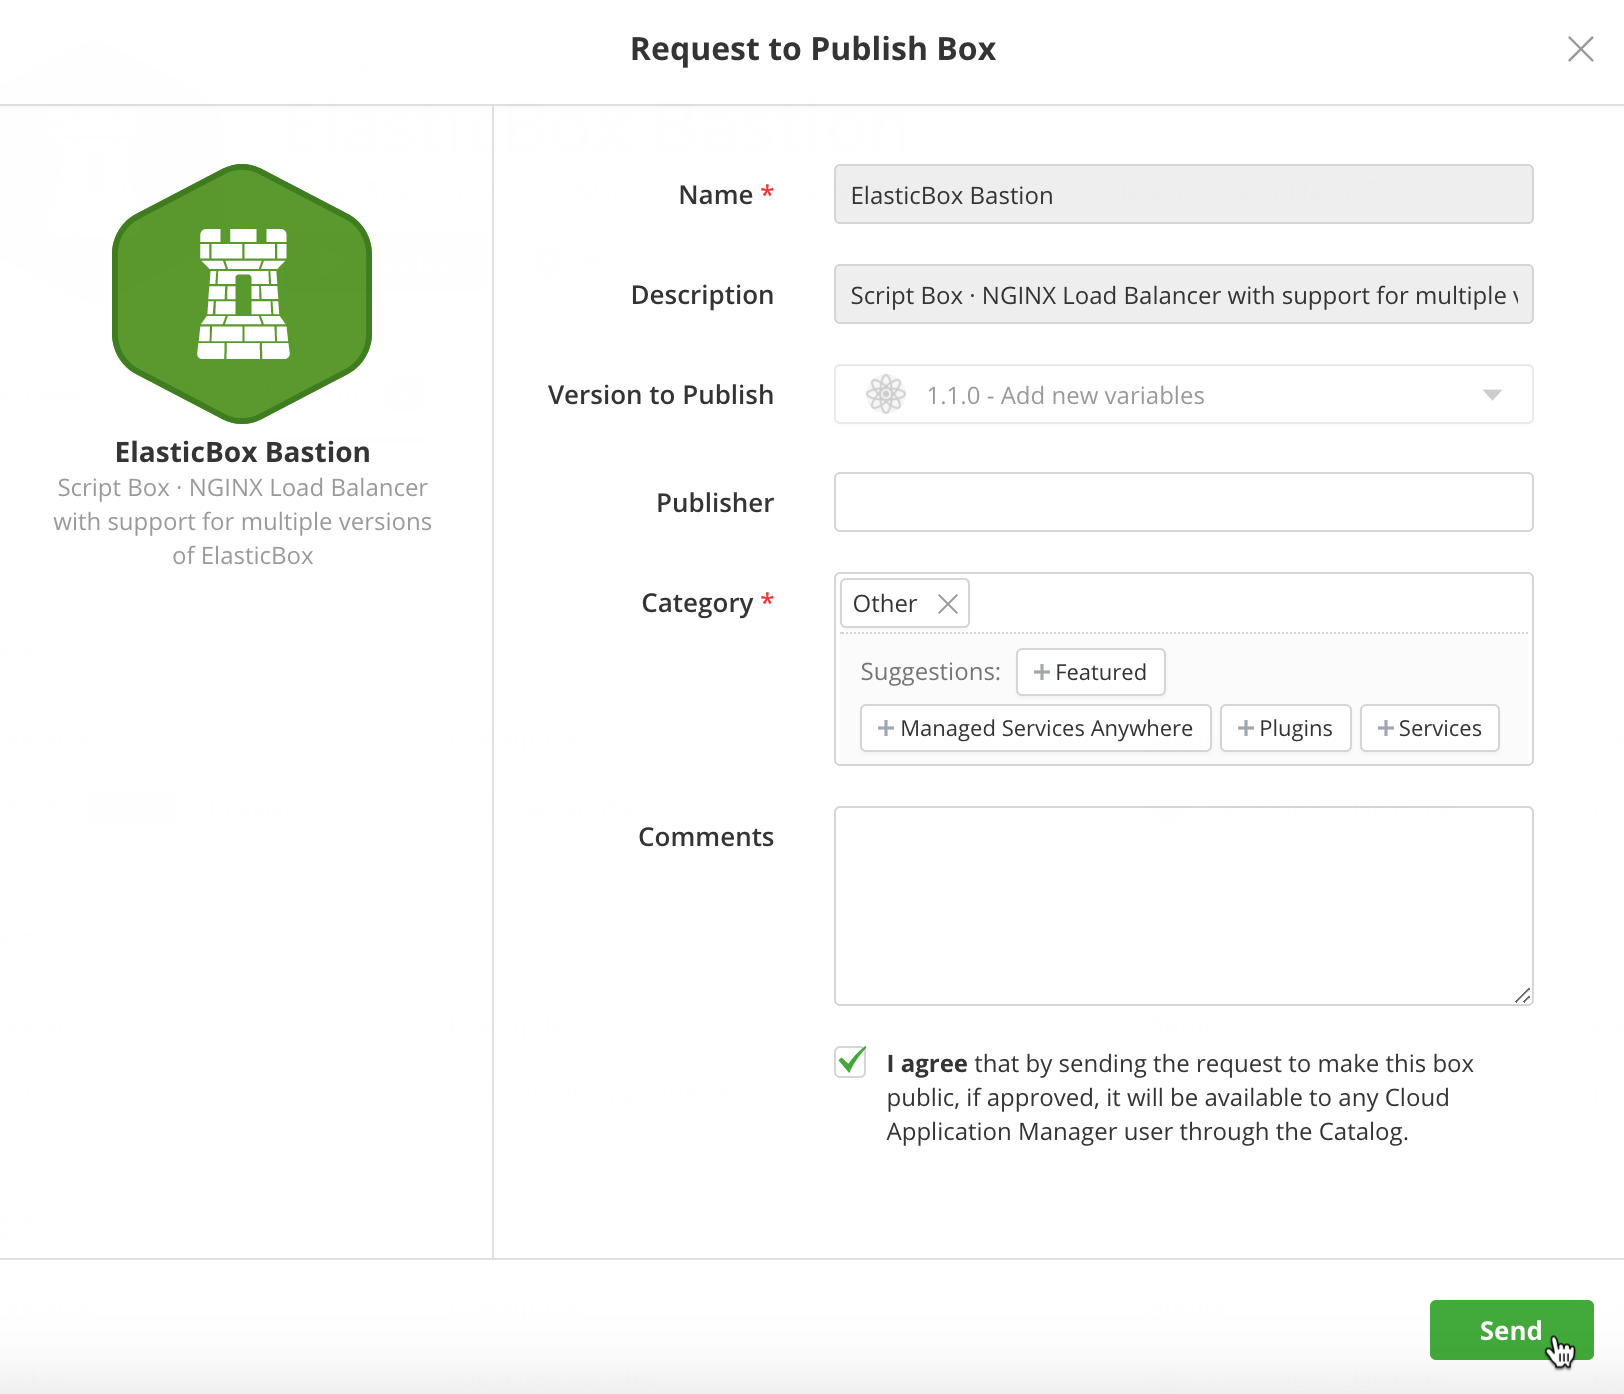 Request to Publish Box
ElasticBox Bastion
Script Box · NGINX Load Balancer
with support for multiple versions
of ElasticBox
Name *
ElasticBox Bastion
Description
Script Box · NGINX Load Balancer with support for multiple
Version to Publish
1.1.0 - Add new variables
Publisher
Category *
Other
Suggestions:
+ Featured
+ Managed Services Anywhere
+ Plugins
+ Services
Comments
I agree that by sending the request to make this box
public, if approved, it will be available to any Cloud
Application Manager user through the Catalog.
Send